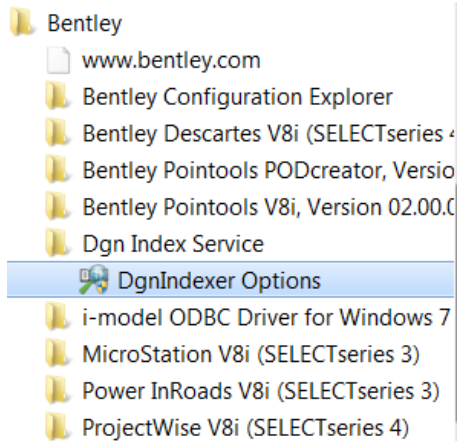 Bentley
www.bentley.com
Bentley Configuration Explorer
Bentley Descartes V8i (SELECTseries
Bentley Pointools PODcreator, Versio
Bentley Pointools V8i, Version 02.00.0
Dgn Index Service
DgnIndexer Options
i-model ODBC Driver for Windows 7
MicroStation V8i (SELECTseries 3)
Power InRoads V8i (SELECTseries 3)
ProjectWise V8i (SELECTseries 4)